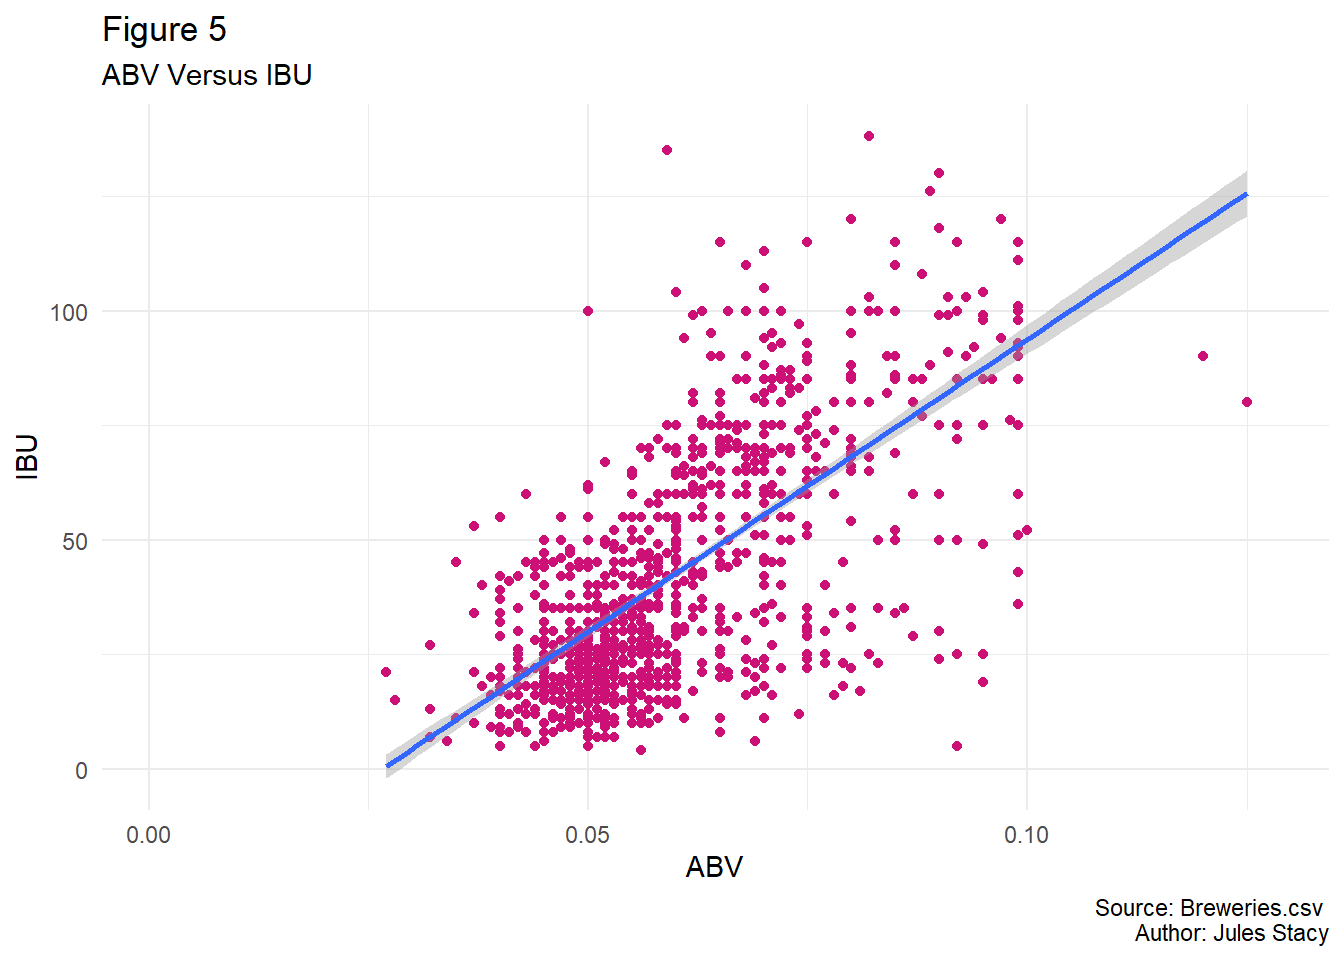 Figure 5
ABV Versus IBU
IBU
100
50
0
0.00
0.05
0.10
ABV
Source: Breweries.csv
Author: Jules Stacy